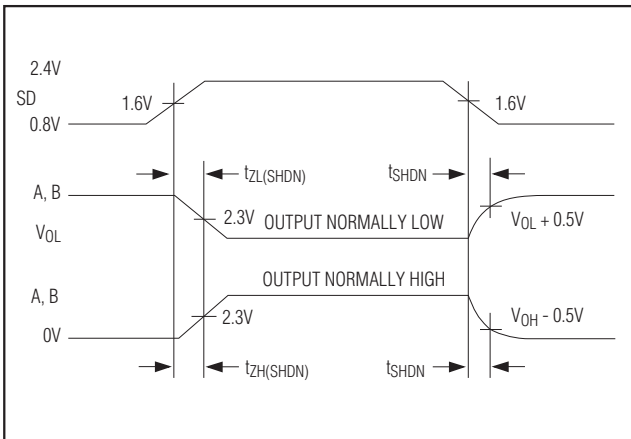 2.4V
SD
1.6V
1.6V
0.8V
tZL(SHDN)
tSHDN
A, B
2.3V
OUTPUT NORMALLY LOW
VOL + 0.5V
VOL
OUTPUT NORMALLY HIGH
A, B
2.3V
VOH - 0.5V
0V
tZH(SHDN)
tSHDN